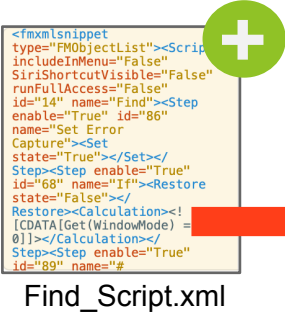 <fmxmlsnippet
type="FMObjectList"><Scrip
includeInMenu="False"
SiriShortcutVisible="False"
runFullAccess="False"
id="14" name="Find"><Step
enable="True" id="86"
name="Set Error
Capture"><Set
state="True"></Set></
Step><Step enable="True"
id="68" name="If"><Restore
state="False"></
Restore><Calculation><!
[CDATA[Get(WindowMode) =
0]]></Calculation></
Step><Step enable="True"
id="89" name="#
Find_Script.xml